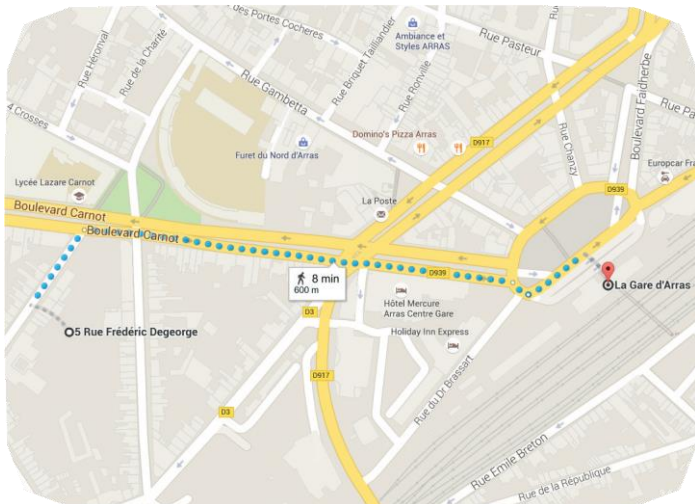 des Portes Cocheres
Ambiance et
Styles ARRAS
Rue Pasteur
Rue Héronval
Rue de la Charité
Rue Briquet Taillandier
Rue Ronville
Rue Gambetta
4 Crosses
Boulevard Faidherbe
Rue Pa
Domino's Pizza Arras
D917
Rue Chanzy
Furet du Nord d'Arras
Europcar Fra
Lycée Lazare Carnot
D939
La Poste
Boulevard Carnot
Boulevard Carnot
8 min
600 m
D939
La Gare d'Arras
Hôtel Mercure
Arras Centre Gare
D3
5 Rue Frédéric Degeorge
Holiday Inn Express
D917
Rue du Dr Brassart
D3
Rue Emile Breton
Rue de la République